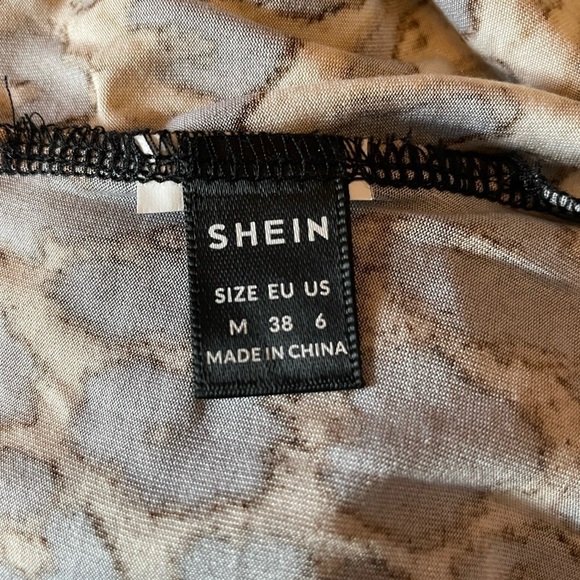 SHEIN
SIZE EU US
M 38 6
MADE IN CHINA